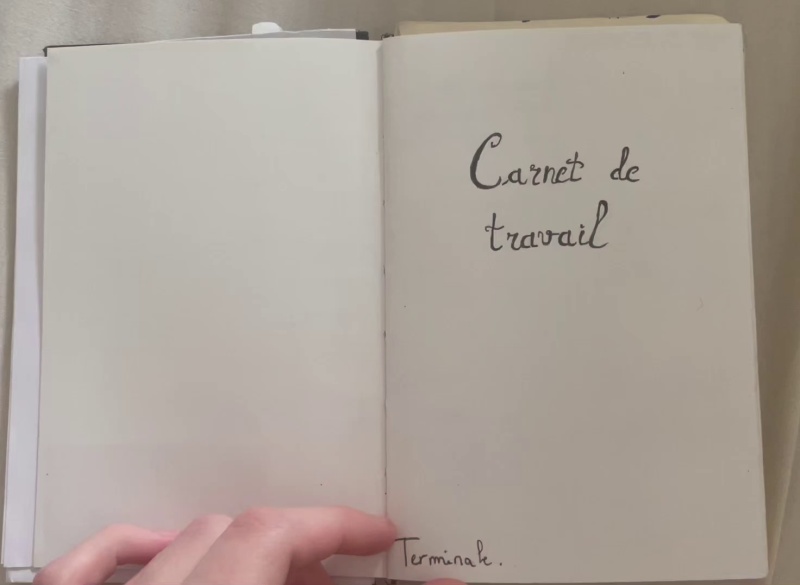 Carnet de
travail
Terminale.